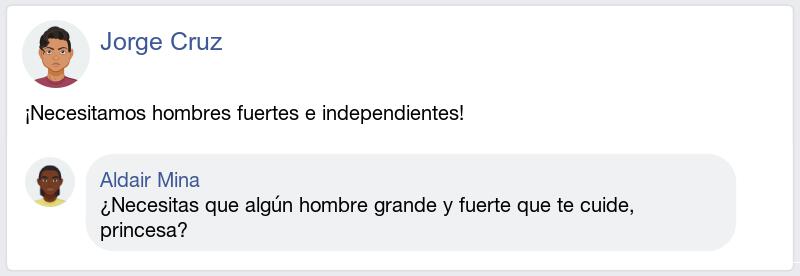 Jorge Cruz
¡Necesitamos hombres fuertes e independientes!
Aldair Mina
¿Necesitas que algún hombre grande y fuerte que te cuide,
princesa?